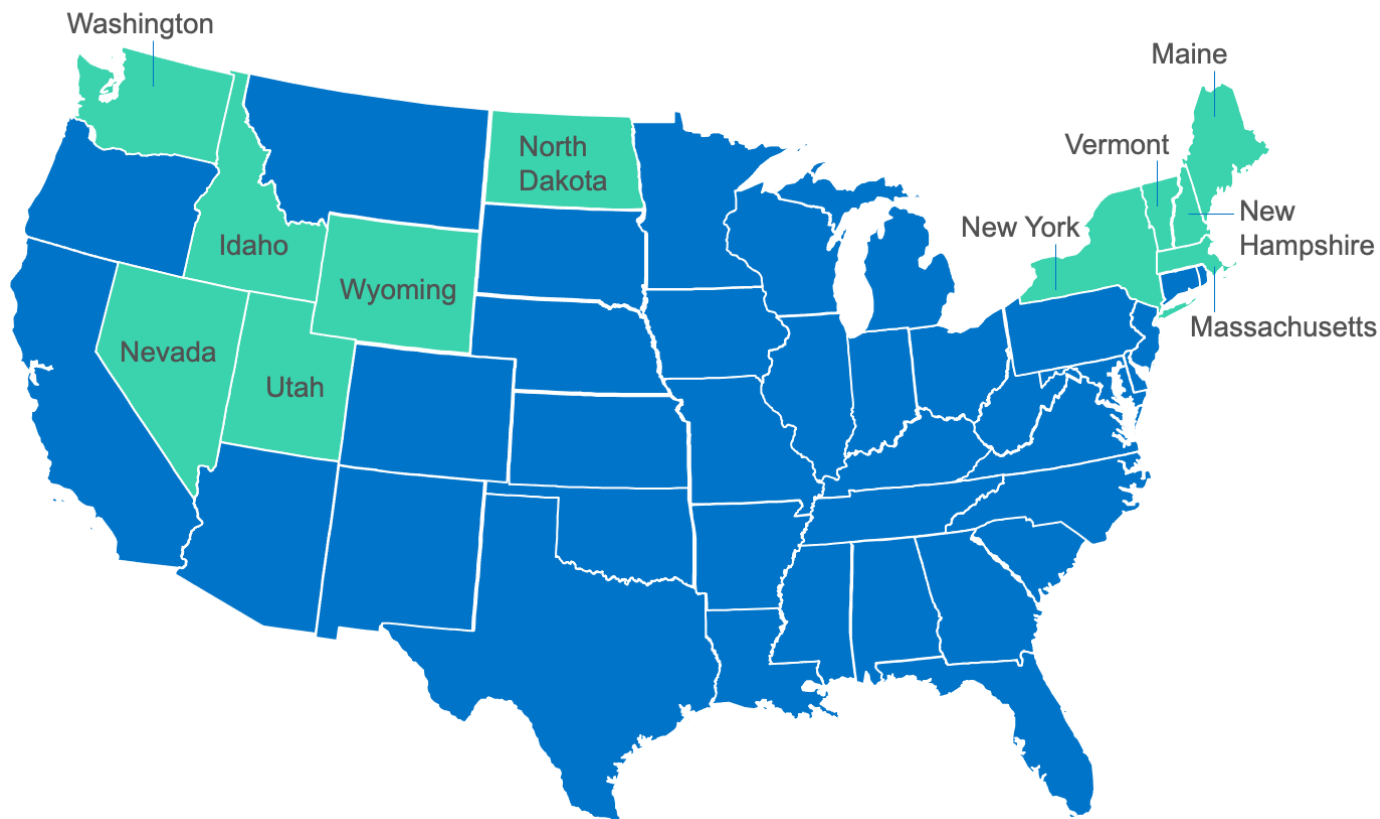 Washington
Maine
North
Dakota
Vermont
New York
New
Hampshire
Idaho
Wyoming
Massachusetts
Nevada
Utah